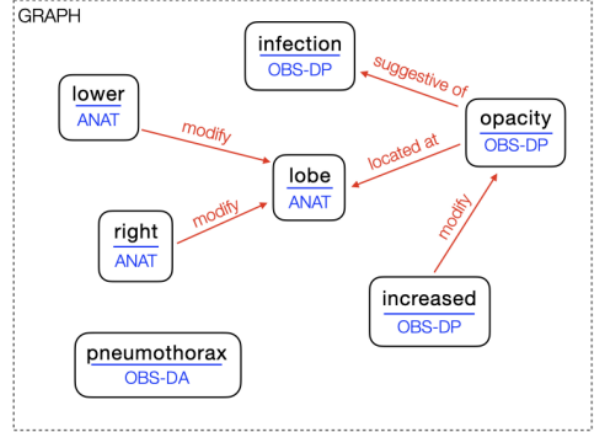 GRAPH
infection
OBS-DP
suggestive of
lower
ANAT
modify
opacity
OBS-DP
located at
lobe
ANAT
modify
right
ANAT
modify
increased
OBS-DP
pneumothorax
OBS-DA